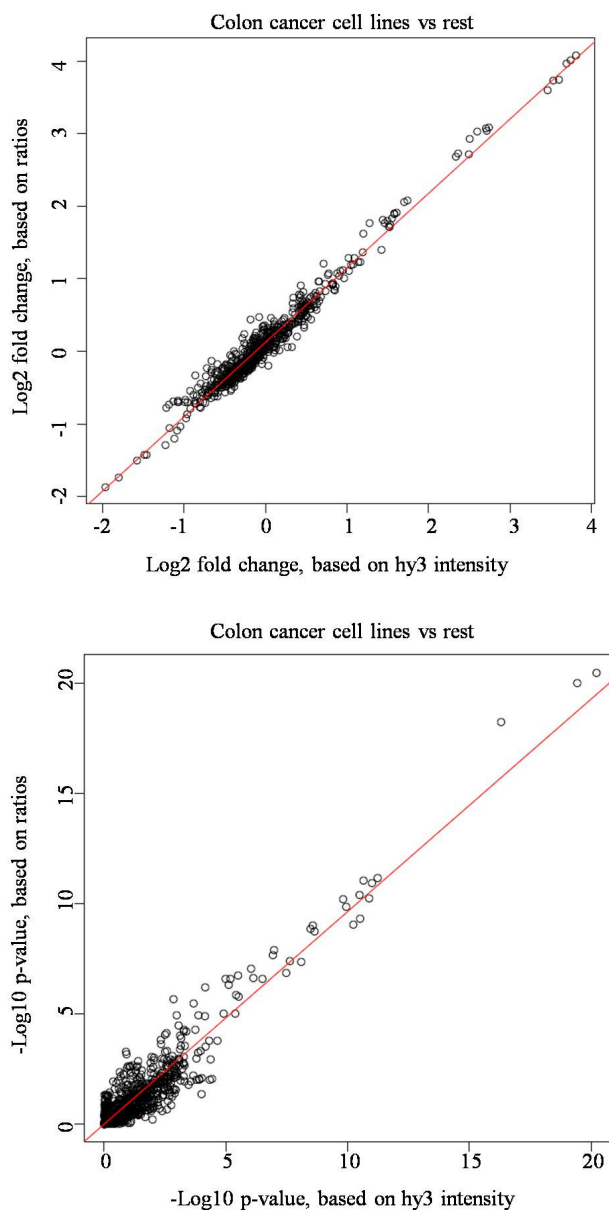 Colon cancer cell lines vs rest
Log2 fold change, based on ratios
4
3
2
1
0
-1
-2
-2 -1 0 1 2 3 4
Log2 fold change, based on hy3 intensity
Colon cancer cell lines vs rest
-Log10 p-value, based on ratios
20
15
10
5
0
0 5 10 15 20
-Log10 p-value, based on hy3 intensity